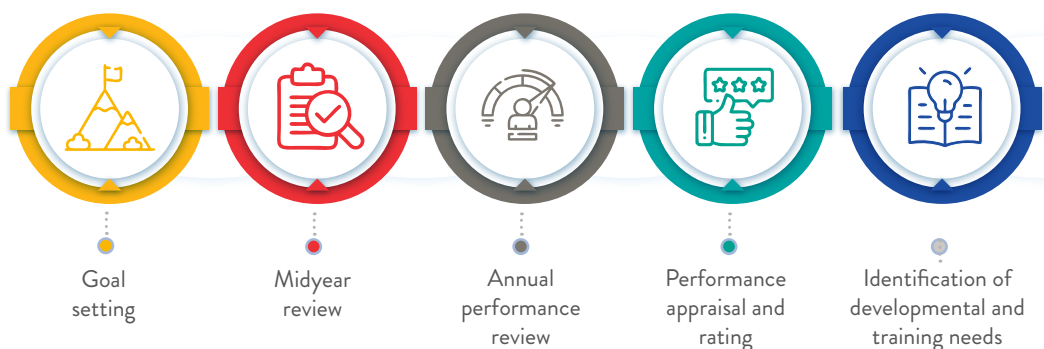 Goal
setting
Midyear
review
Annual
performance
review
Performance
appraisal and
rating
Identification of
developmental and
training needs